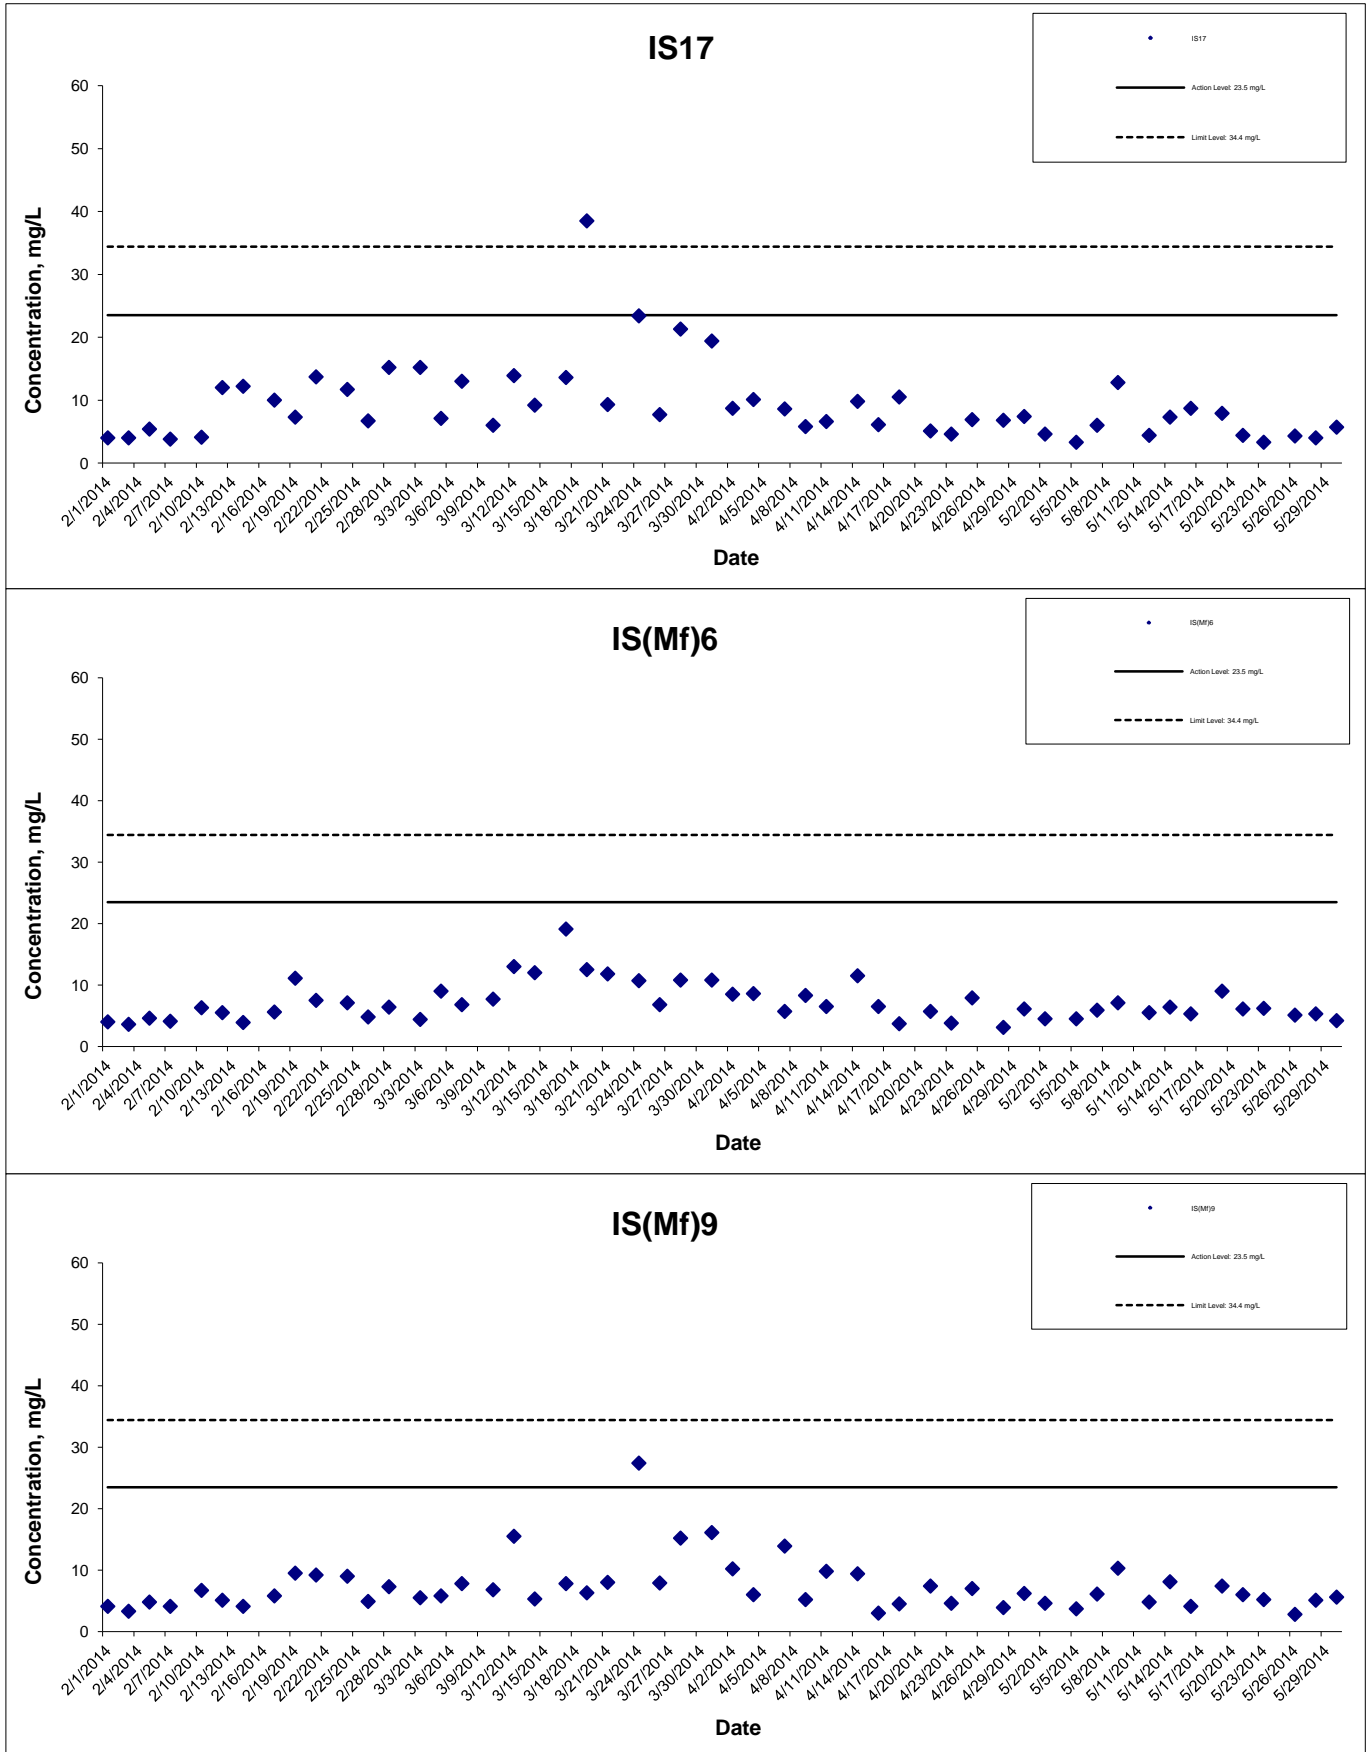 IS17
IS17
Action Level: 23.5 mg/L
Limit Level: 34.4 mg/L
Concentration, mg/L
60
50
40
30
20
10
0
2/1/2014 2/4/2014 2/7/2014 2/10/2014 2/13/2014 2/16/2014 2/19/2014 2/22/2014 2/25/2014 2/28/2014 3/3/2014 3/6/2014 3/9/2014 3/12/2014 3/15/2014 3/18/2014 3/21/2014 3/24/2014 3/27/2014 3/30/2014 4/2/2014 4/5/2014 4/8/2014 4/11/2014 4/14/2014 4/17/2014 4/20/2014 4/23/2014 4/26/2014 4/29/2014 5/2/2014 5/5/2014 5/8/2014 5/11/2014 5/14/2014 5/17/2014 5/20/2014 5/23/2014 5/26/2014 5/29/2014
Date
IS(Mf)6
IS(Mf)6
Action Level: 23.5 mg/L
Limit Level: 34.4 mg/L
Concentration, mg/L
60
50
40
30
20
10
0
2/1/2014 2/4/2014 2/7/2014 2/10/2014 2/13/2014 2/16/2014 2/19/2014 2/22/2014 2/25/2014 2/28/2014 3/3/2014 3/6/2014 3/9/2014 3/12/2014 3/15/2014 3/18/2014 3/21/2014 3/24/2014 3/27/2014 3/30/2014 4/2/2014 4/5/2014 4/8/2014 4/11/2014 4/14/2014 4/17/2014 4/20/2014 4/23/2014 4/26/2014 4/29/2014 5/2/2014 5/5/2014 5/8/2014 5/11/2014 5/14/2014 5/17/2014 5/20/2014 5/23/2014 5/26/2014 5/29/2014
Date
IS(Mf)9
IS(Mf)9
Action Level: 23.5 mg/L
Limit Level: 34.4 mg/L
Concentration, mg/L
60
50
40
30
20
10
0
2/1/2014 2/4/2014 2/7/2014 2/10/2014 2/13/2014 2/16/2014 2/19/2014 2/22/2014 2/25/2014 2/28/2014 3/3/2014 3/6/2014 3/9/2014 3/12/2014 3/15/2014 3/18/2014 3/21/2014 3/24/2014 3/27/2014 3/30/2014 4/2/2014 4/5/2014 4/8/2014 4/11/2014 4/14/2014 4/17/2014 4/20/2014 4/23/2014 4/26/2014 4/29/2014 5/2/2014 5/5/2014 5/8/2014 5/11/2014 5/14/2014 5/17/2014 5/20/2014 5/23/2014 5/26/2014 5/29/2014
Date